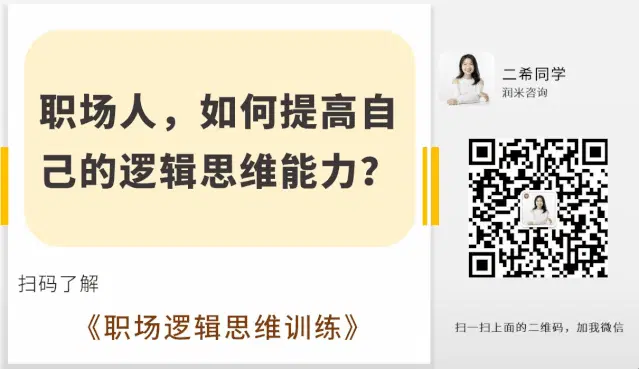 职场人，如何提高自
己的逻辑思维能力？
扫码了解
《职场逻辑思维训练》
二希同学
润米咨询
扫一扫上面的二维码，加我微信